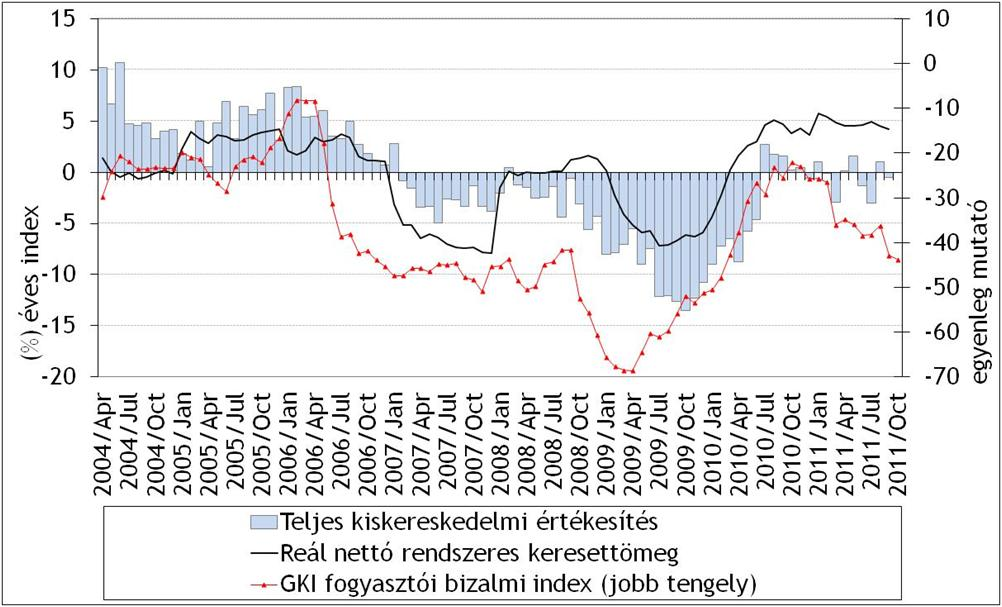 15
10
5
0
-5
-10
-15
-20
(%) éves index
10
0
-10
-20
-30
-40
-50
-60
-70
egyenleg mutató
2004/Apr
2004/Jul
2004/Oct
2005/Jan
2005/Apr
2005/Jul
2005/Oct
2006/Jan
2006/Apr
2006/Jul
2006/Oct
2007/Jan
2007/Apr
2007/Jul
2007/Oct
2008/Jan
2008/Apr
2008/Jul
2008/Oct
2009/Jan
2009/Apr
2009/Jul
2009/Oct
2010/Jan
2010/Apr
2010/Jul
2010/Oct
2011/Jan
2011/Apr
2011/Jul
2011/Oct
Teljes kiskereskedelmi értékesítés
Reál nettó rendszeres keresettömeg
GKI fogyasztói bizalmi index (jobb tengely)